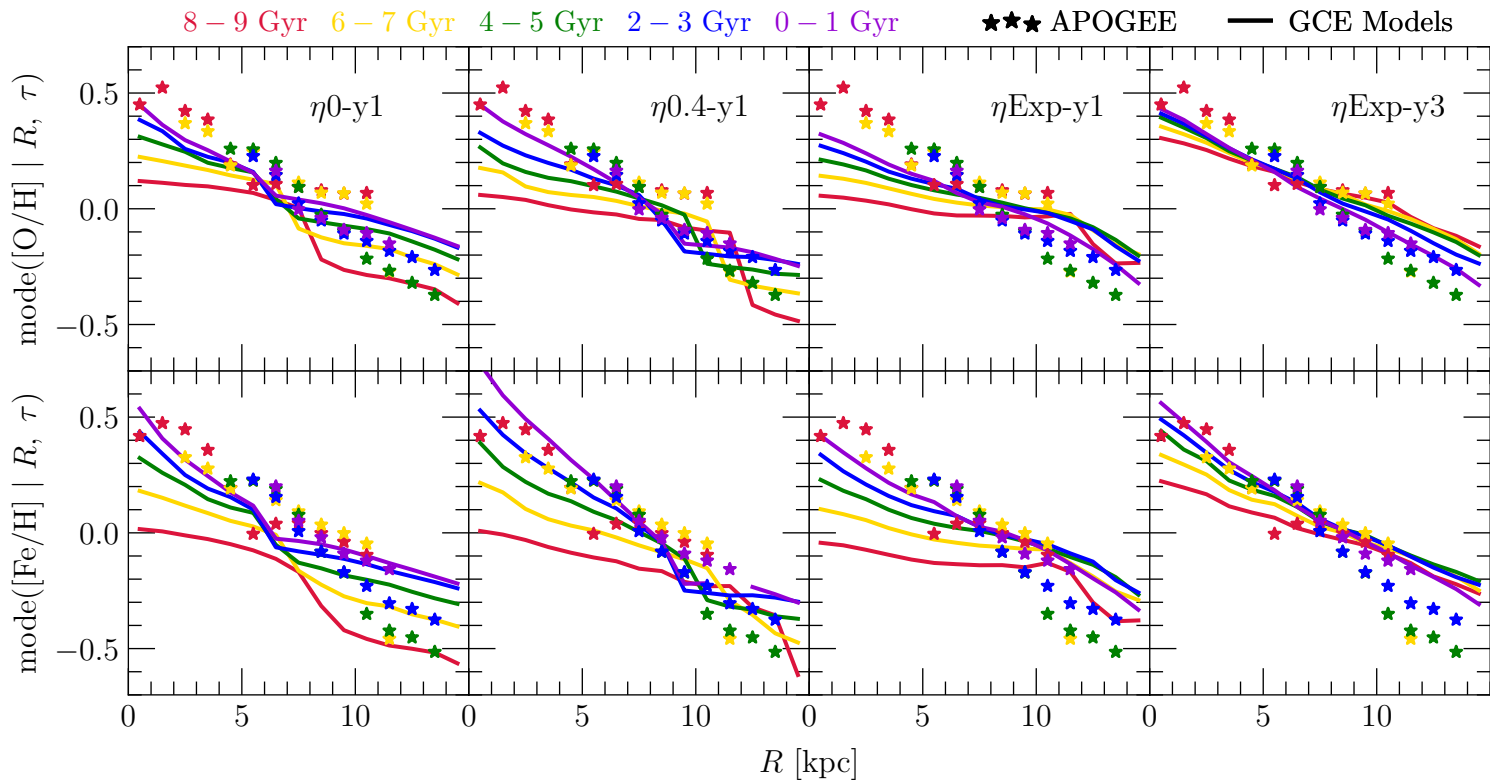 8 − 9 Gyr 6 − 7 Gyr 4 − 5 Gyr 2 − 3 Gyr 0 − 1 Gyr APOGEE GCE Models
mode([O/H] | R, τ)
0.5
0.0
−0.5
η0-y1
η0.4-y1
ηExp-y1
ηExp-y3
mode([Fe/H] | R, τ)
0.5
0.0
−0.5
0 5 10 0 5 10 0 5 10 0 5 10
R [kpc]